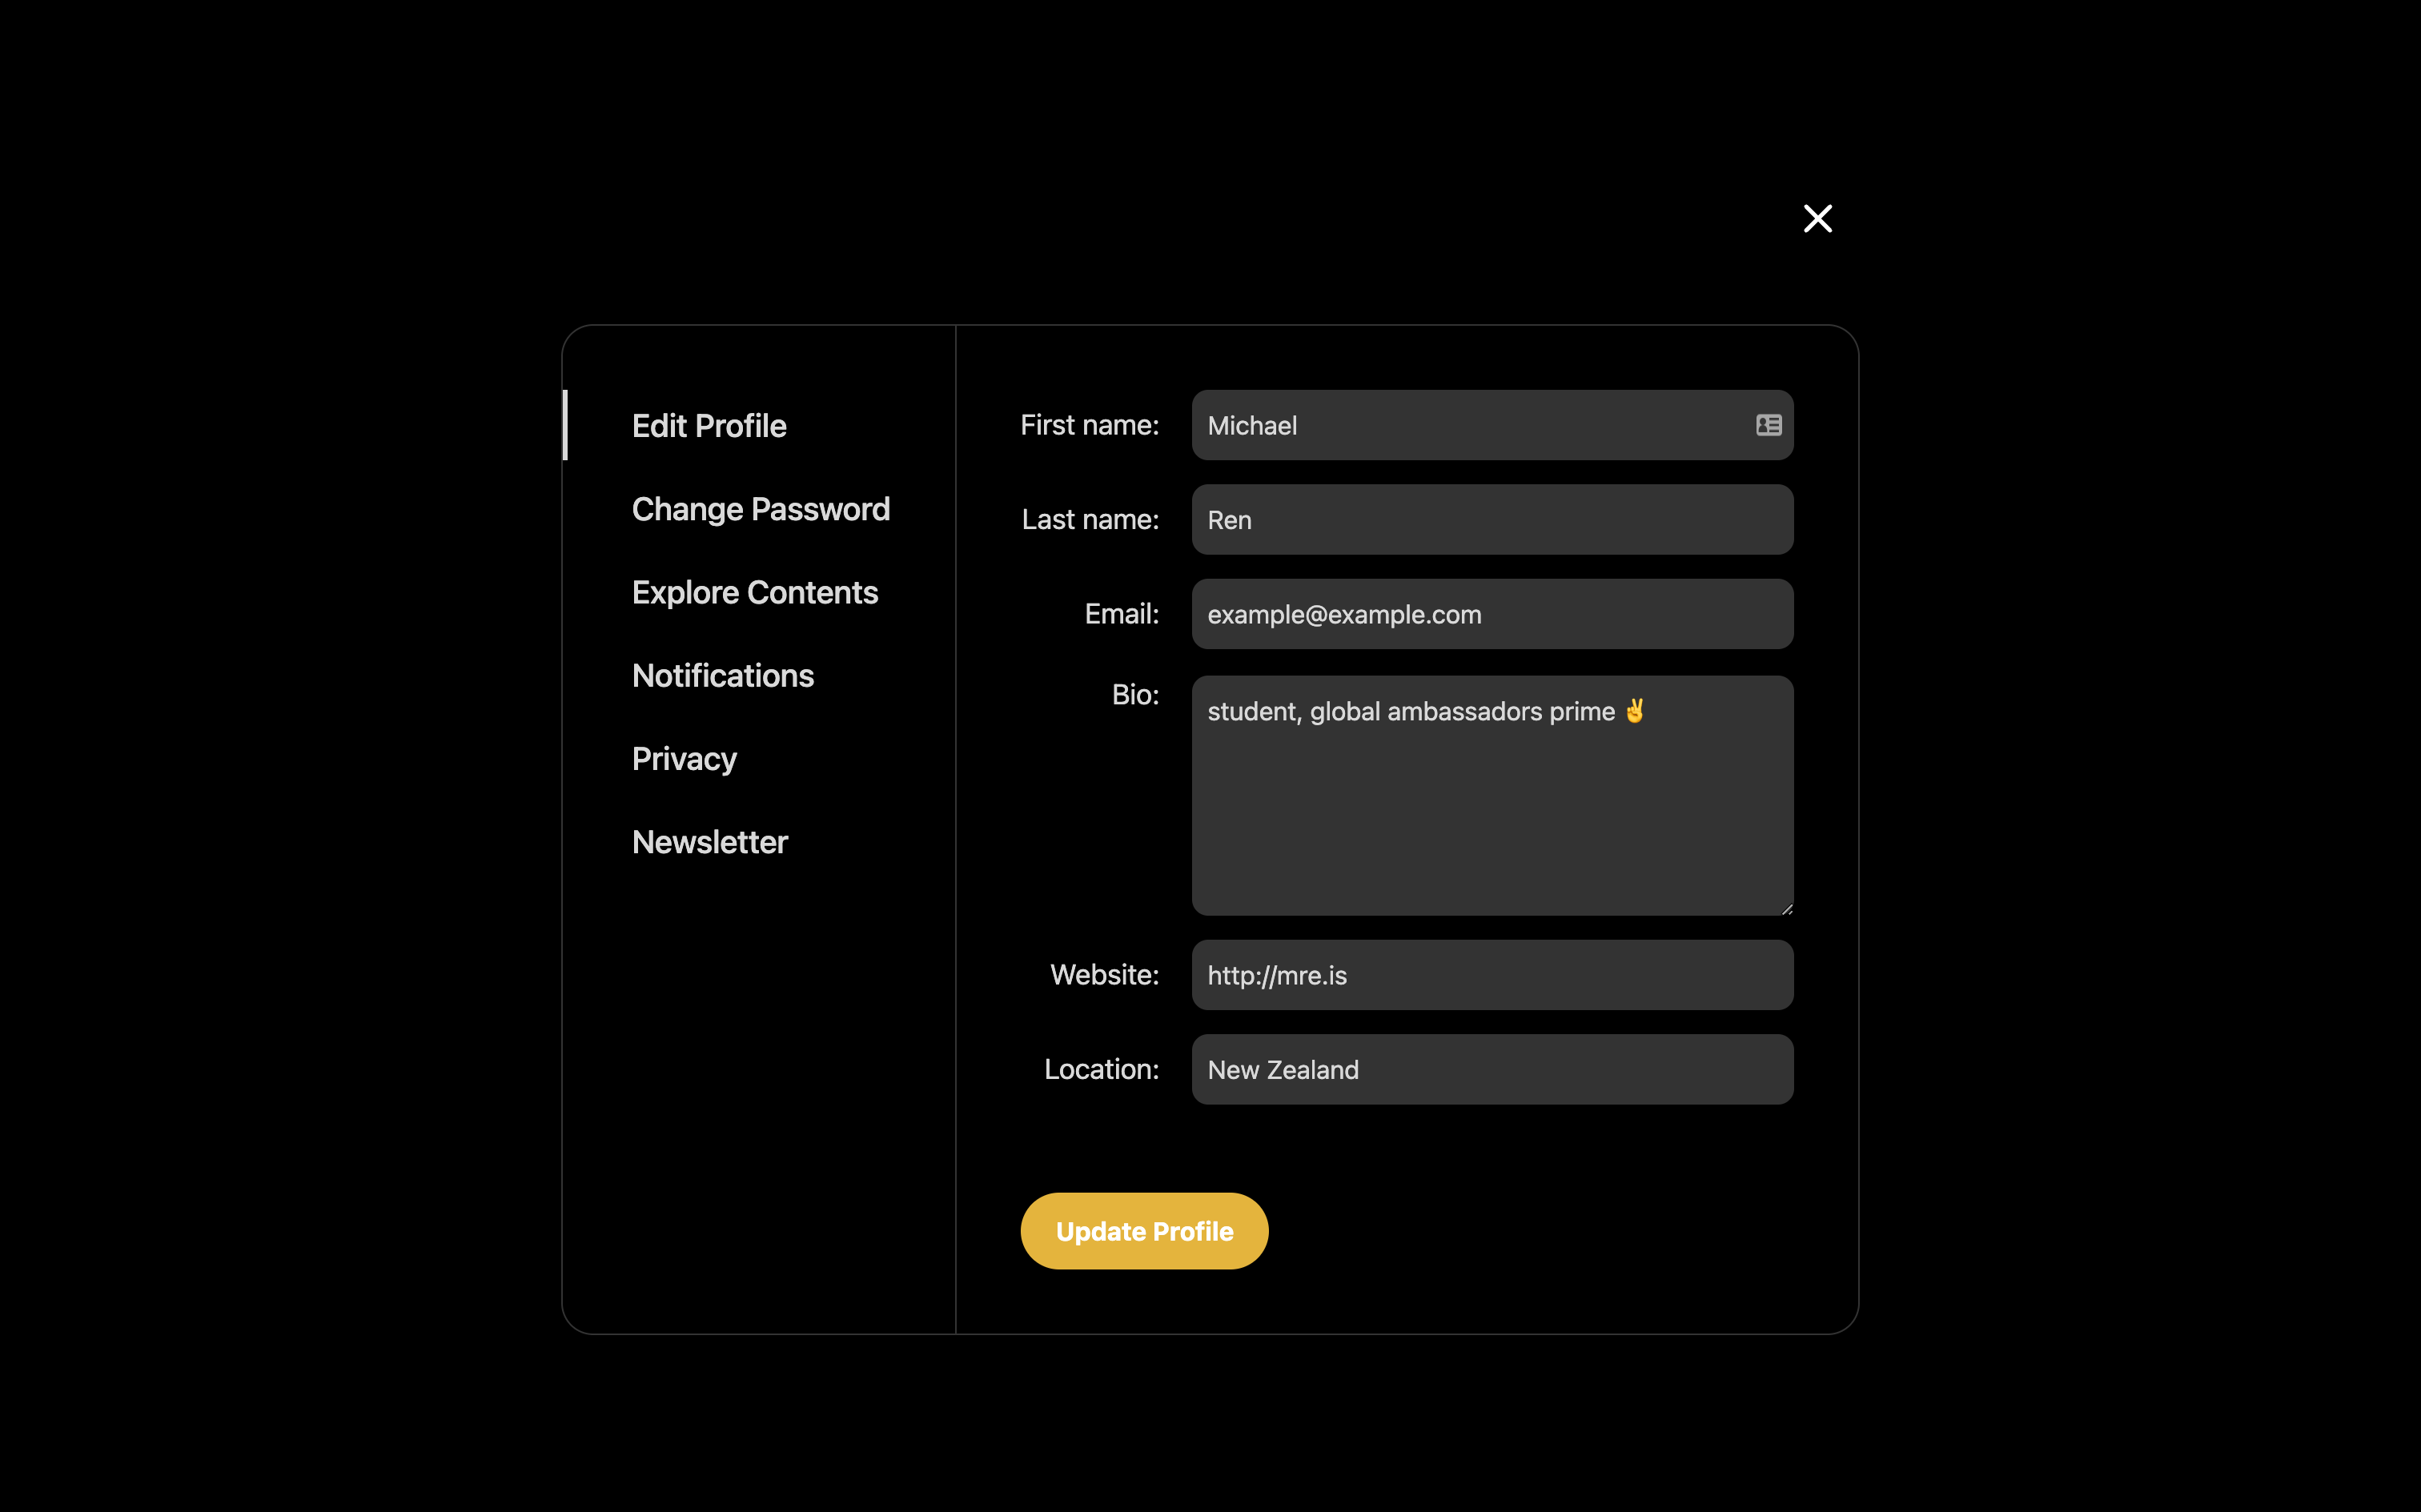 Edit Profile
Change Password
Explore Contents
Notifications
Privacy
Newsletter
First name: Michael
Last name: Ren
Email: example@example.com
Bio: student, global ambassadors prime ✌️
Website: http://mre.is
Location: New Zealand
Update Profile